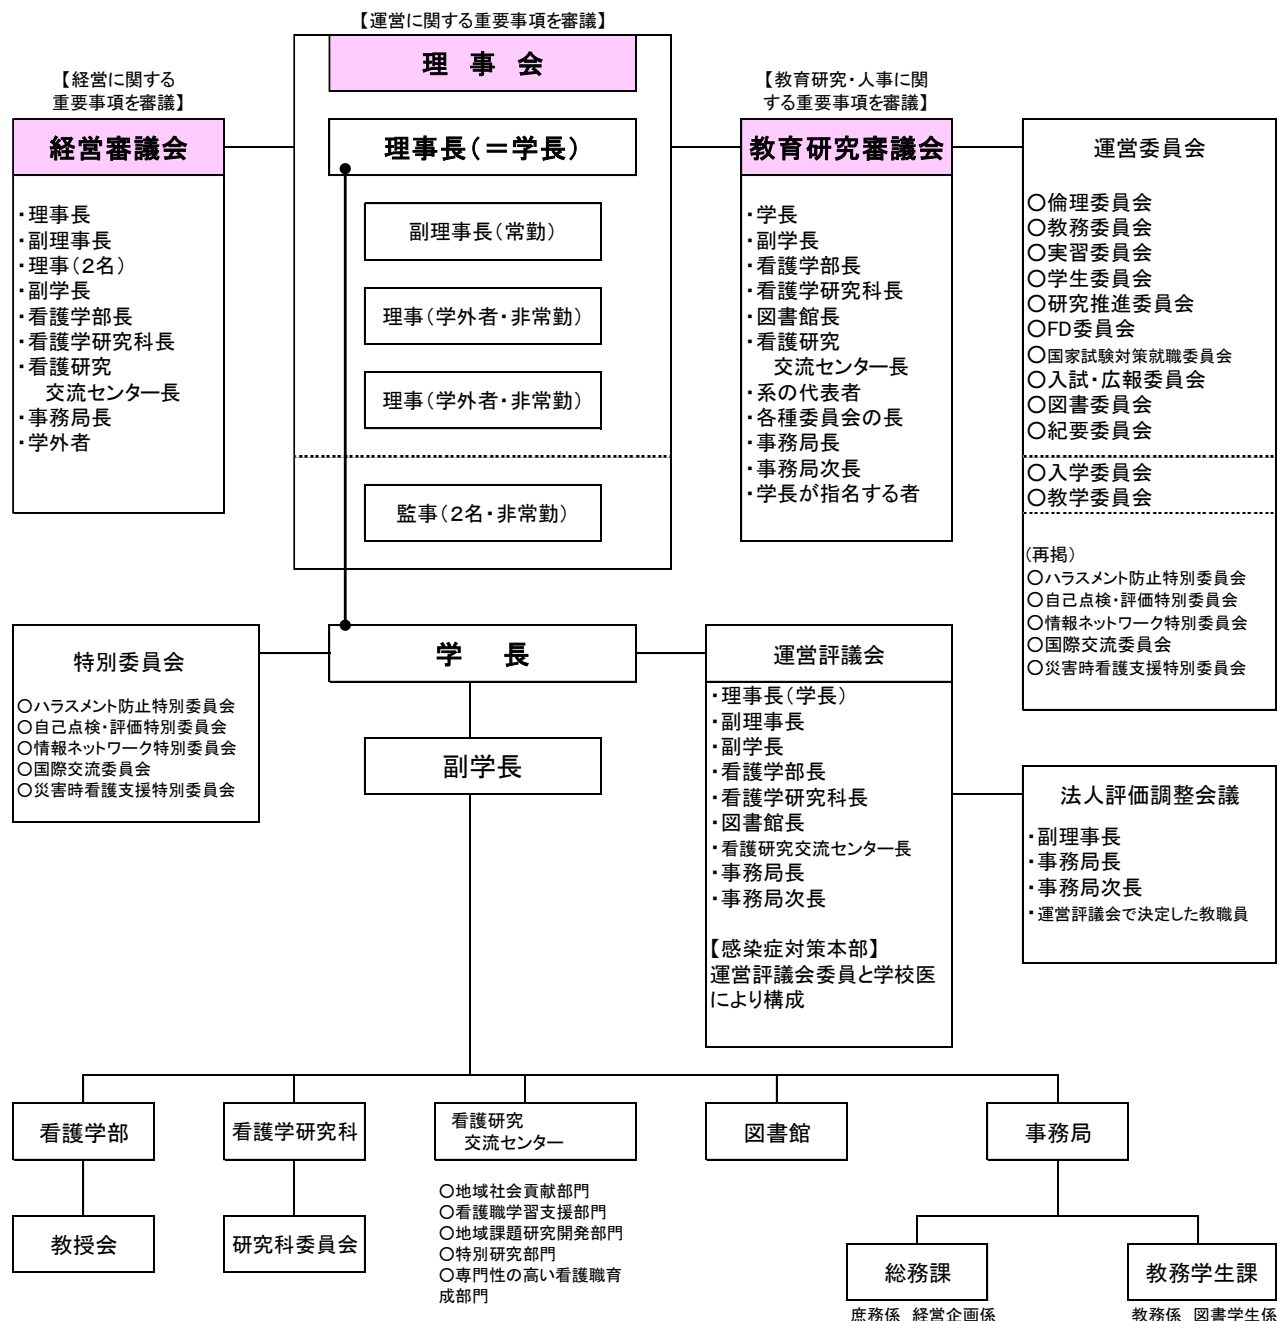 【運営に関する重要事項を審議】
理 事 会
【経営に関する
重要事項を審議】
【教育研究・人事に関
する重要事項を審議】
経営審議会
理事長(＝学長)
教育研究審議会
運営委員会
・理事長
・副理事長
・理事(2名)
・副学長
・看護学部長
・看護学研究科長
・看護研究
交流センター長
・事務局長
・学外者
副理事長(常勤)
理事(学外者・非常勤)
理事(学外者・非常勤)
監事(2名・非常勤)
・学長
・副学長
・看護学部長
・看護学研究科長
・図書館長
・看護研究
交流センター長
・系の代表者
・各種委員会の長
・事務局長
・事務局次長
・学長が指名する者
○倫理委員会
○教務委員会
○実習委員会
○学生委員会
○研究推進委員会
○FD委員会
○国家試験対策就職委員会
○入試・広報委員会
○図書委員会
○紀要委員会
○入学委員会
○教学委員会
(再掲)
○ハラスメント防止特別委員会
○自己点検・評価特別委員会
○情報ネットワーク特別委員会
○国際交流委員会
○災害時看護支援特別委員会
特別委員会
○ハラスメント防止特別委員会
○自己点検・評価特別委員会
○情報ネットワーク特別委員会
○国際交流委員会
○災害時看護支援特別委員会
学 長
副学長
運営評議会
・理事長(学長)
・副理事長
・副学長
・看護学部長
・看護学研究科長
・図書館長
・看護研究交流センター長
・事務局長
・事務局次長
【感染症対策本部】
運営評議会委員と学校医
により構成
法人評価調整会議
・副理事長
・事務局長
・事務局次長
・運営評議会で決定した教職員
看護学部
看護学研究科
看護研究
交流センター
図書館
事務局
教授会
研究科委員会
○地域社会貢献部門
○看護職学習支援部門
○地域課題研究開発部門
○特別研究部門
○専門性の高い看護職育
成部門
総務課
教務学生課
庶務係 経営企画係
教務係 図書学生係